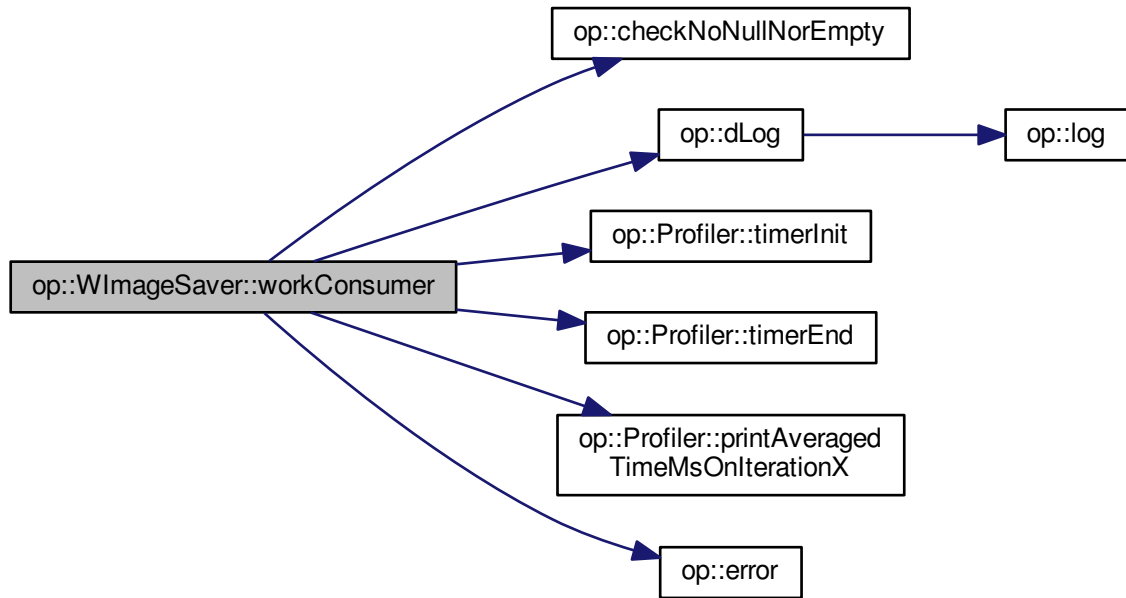 op::checkNoNullNorEmpty
op::dLog
op::log
op::Profiler::timerInit
op::WImageSaver::workConsumer
op::Profiler::timerEnd
op::Profiler::printAveraged
TimeMsOnIterationX
op::error